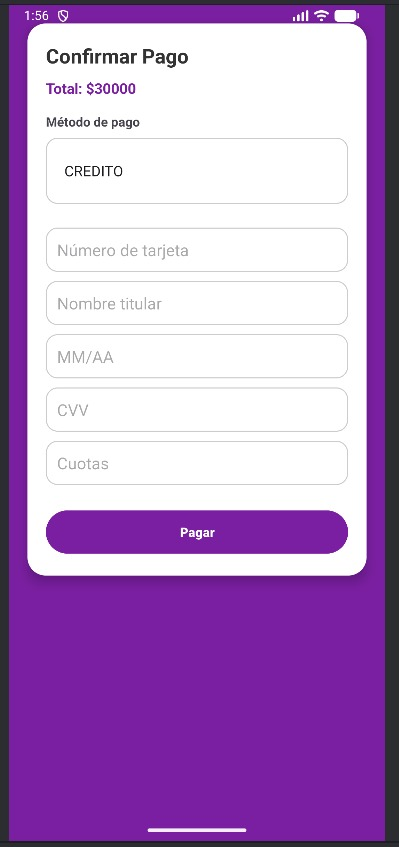 1:56
Confirmar Pago
Total: $30000
Método de pago
CREDITO
Número de tarjeta
Nombre titular
MM/AA
CVV
Cuotas
Pagar